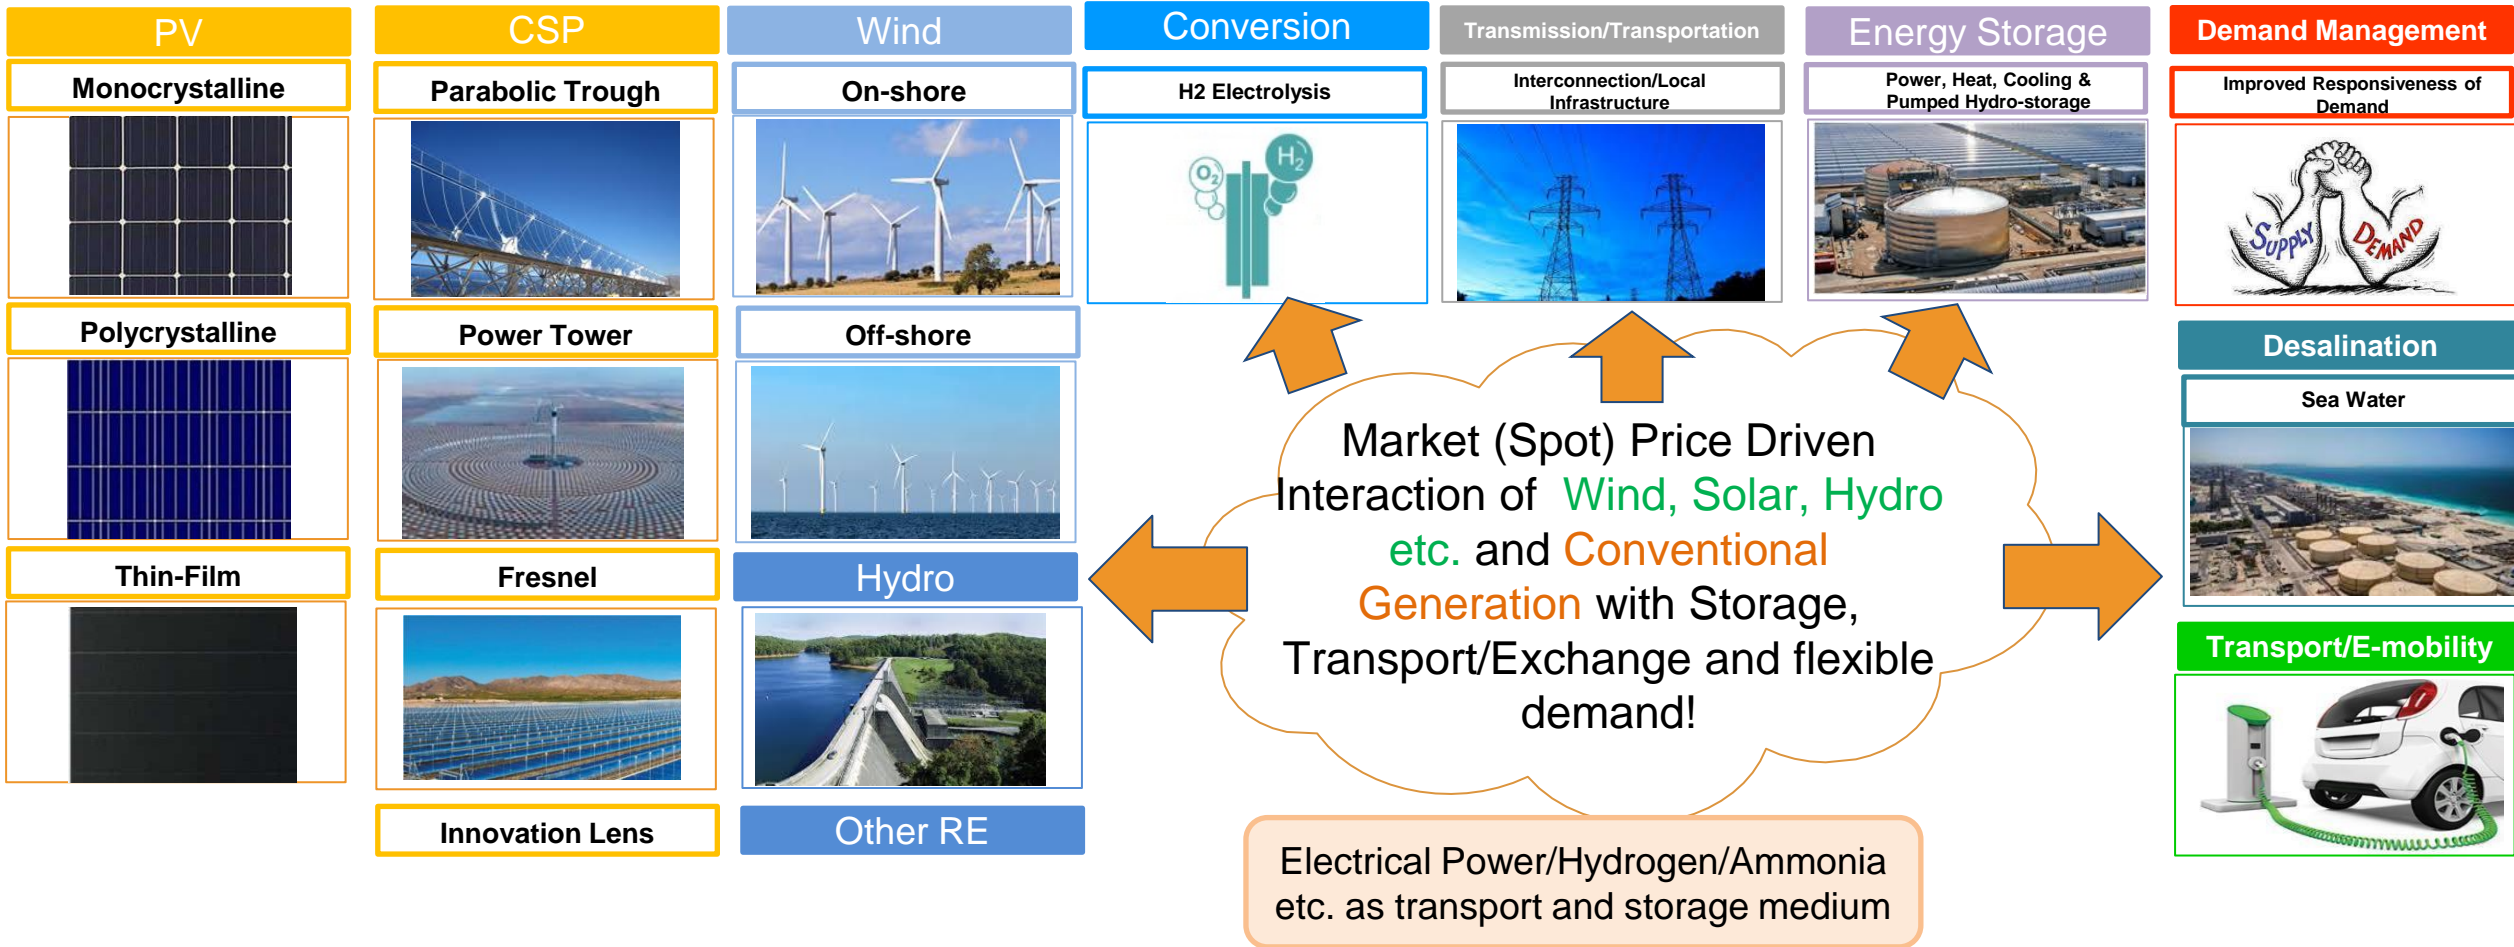 PV
Monocrystalline
Polycrystalline
Thin-Film
CSP
Parabolic Trough
Power Tower
Fresnel
Innovation Lens
Wind
On-shore
Off-shore
Hydro
Other RE
Conversion
H2 Electrolysis
O2
H2
Transmission/Transportation
Interconnection/Local
Infrastructure
Energy Storage
Power, Heat, Cooling &
Pumped Hydro-storage
Demand Management
Improved Responsiveness of
Demand
SUPPLY
DEMAND
Desalination
Sea Water
Transport/E-mobility
Market (Spot) Price Driven
Interaction of Wind, Solar, Hydro
etc. and Conventional
Generation with Storage,
Transport/Exchange and flexible
demand!
Electrical Power/Hydrogen/Ammonia
etc. as transport and storage medium